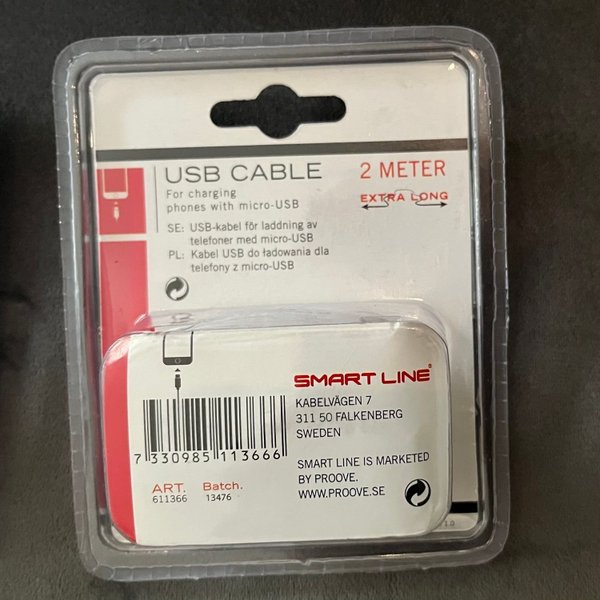 USB CABLE
2 METER
For charging
phones with micro-USB
EXTRA LONG
SE: USB-kabel för laddning av
telefoner med micro-USB
PL: Kabel USB do ładowania dla
telefony z micro-USB
SMART LINE
KABELVÄGEN 7
311 50 FALKENBERG
SWEDEN
7 330985 113666
SMART LINE IS MARKETED
BY PROOVE.
WWW.PROOVE.SE
ART. Batch.
611366 13476